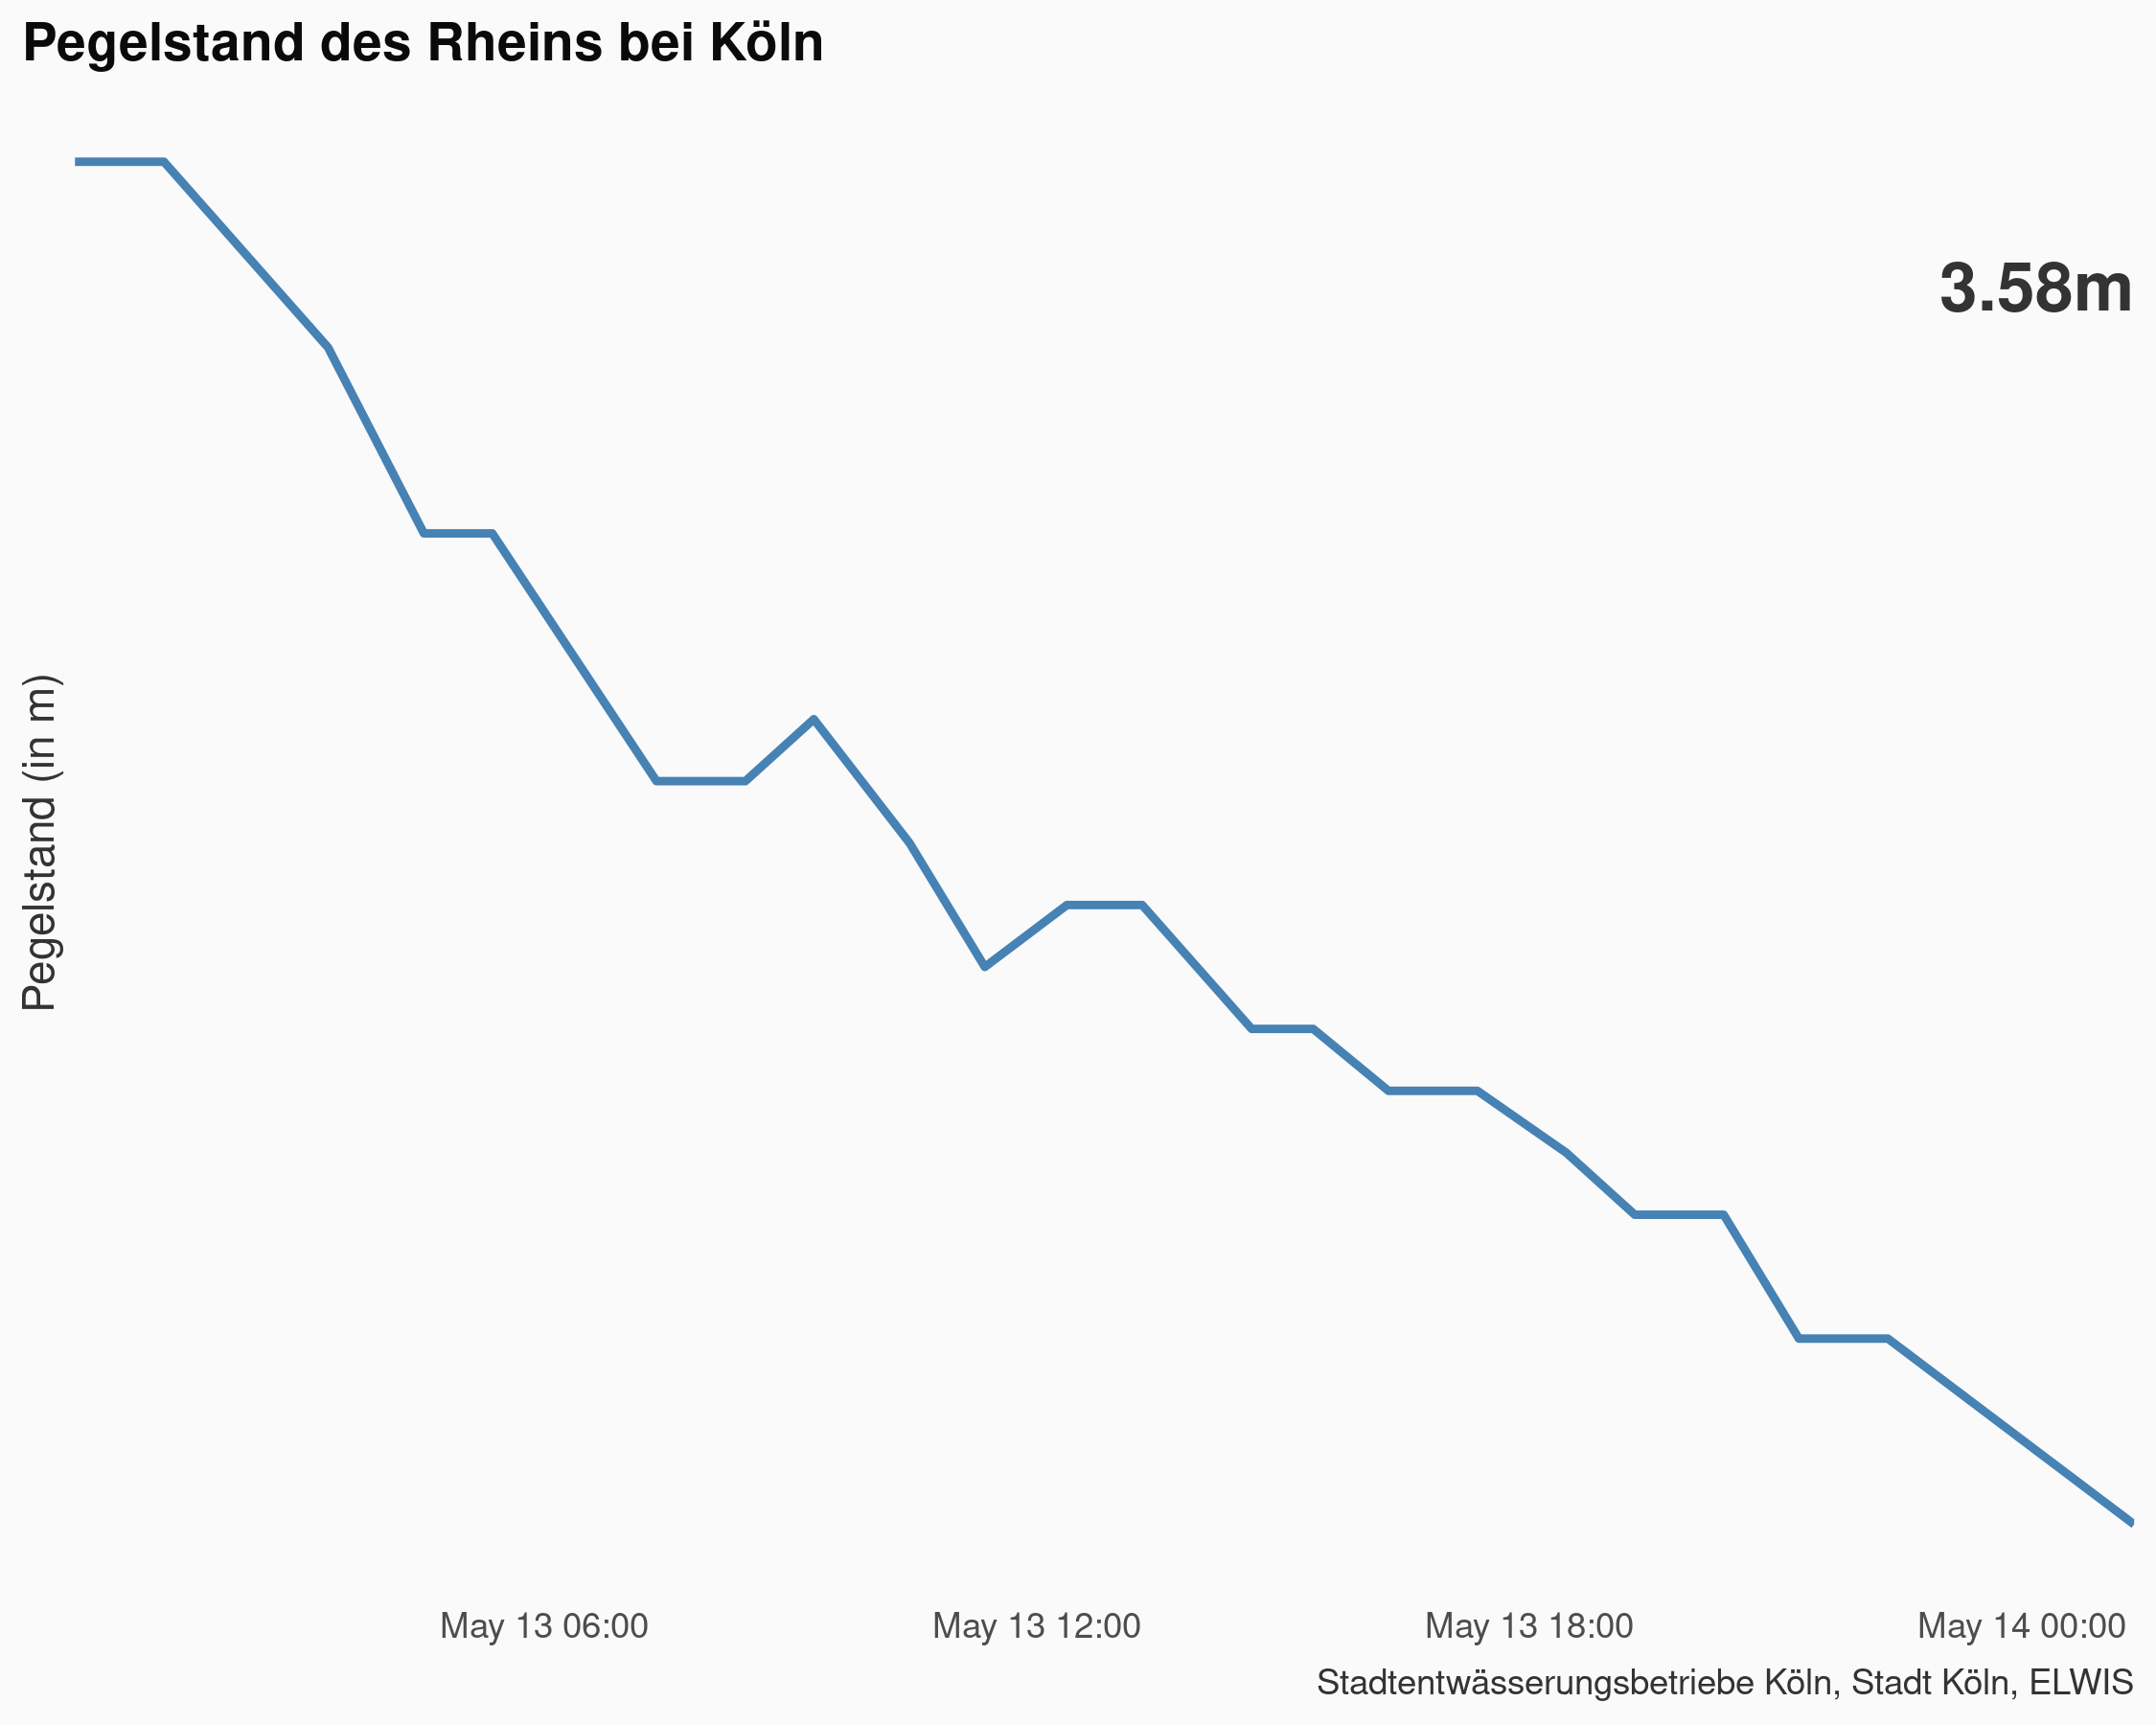 Pegelstand des Rheins bei Köln
3.58m
Pegelstand (in m)
May 13 06:00 May 13 12:00 May 13 18:00 May 14 00:00
Stadtentwässerungsbetriebe Köln, Stadt Köln, ELWIS